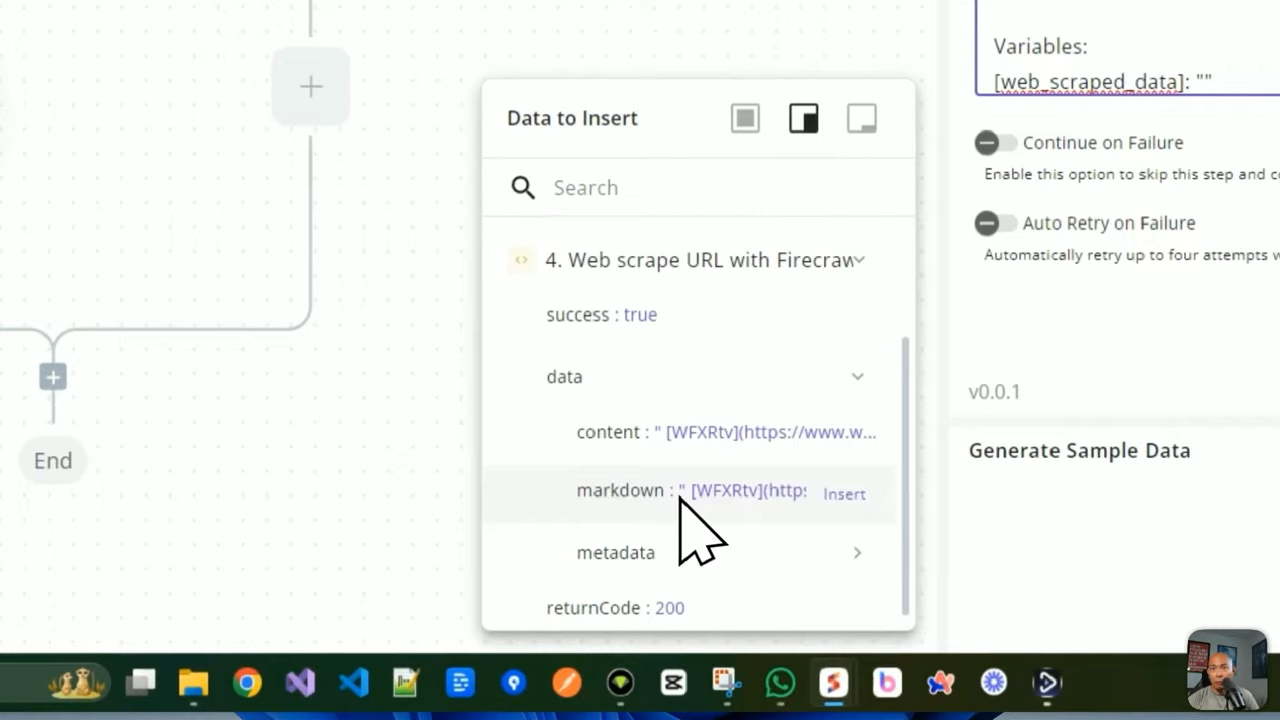 Variables:
[web_scraped_data]: ""
Data to Insert
Continue on Failure
Enable this option to skip this step and
Search
Auto Retry on Failure
Automatically retry up to four attempts
4. Web scrape URL with Firecraw
success : true
data
v0.0.1
content : " [WFXRtv](https://www.w...
End
Generate Sample Data
markdown : " [WFXRtv](https
Insert
metadata
returnCode : 200